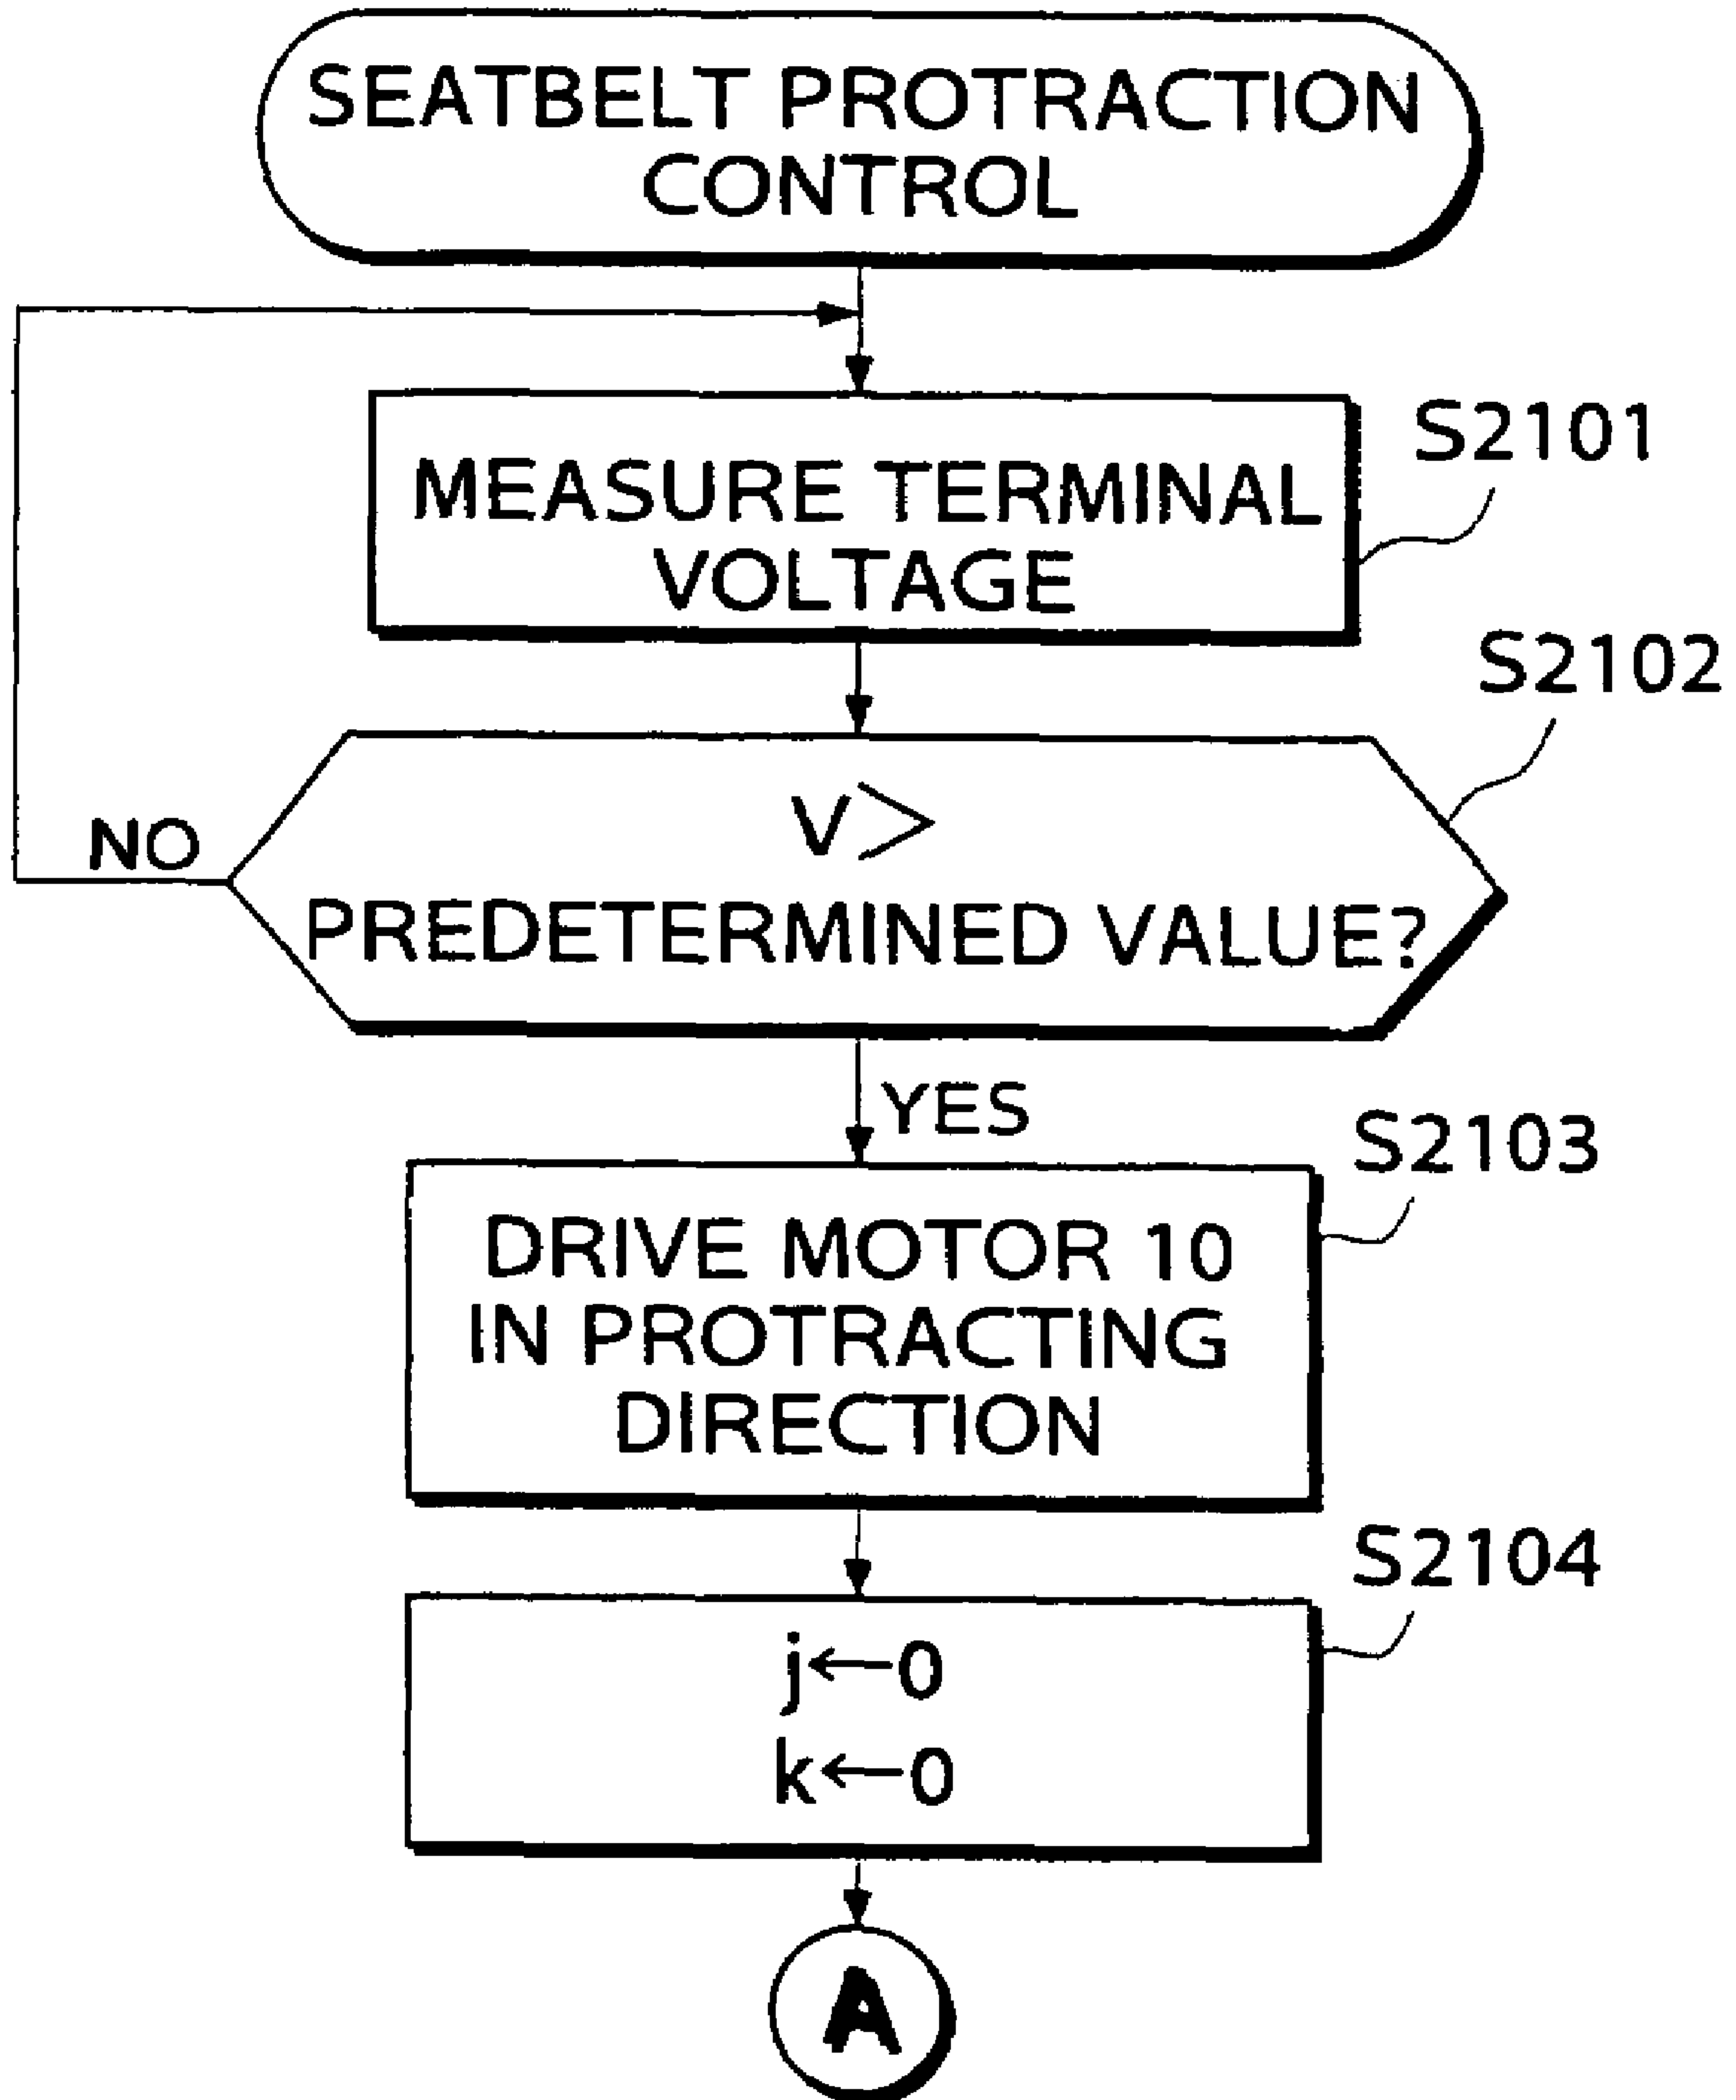 SEATBELT PROTRACTION
CONTROL
MEASURE TERMINAL
VOLTAGE
S2101
S2102
V>
PREDETERMINED VALUE?
NO
YES
S2103
DRIVE MOTOR 10
IN PROTRACTING
DIRECTION
S2104
j←0
k←0
A